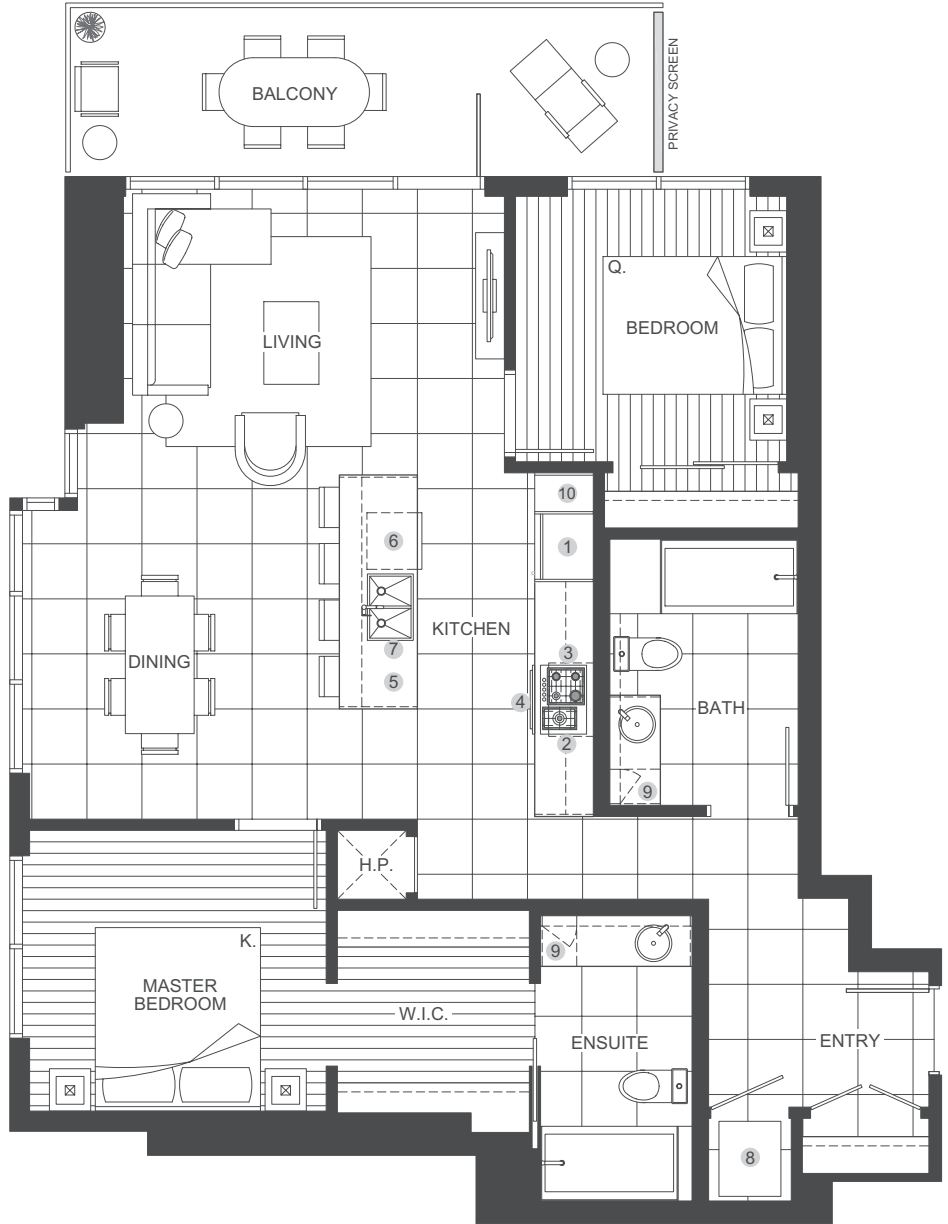 BALCONY
PRIVACY SCREEN
Q.
BEDROOM
LIVING
10
1
6
KITCHEN
7
5
3
4
2
DINING
BATH
9
H.P.
K.
MASTER
BEDROOM
W.I.C.
9
ENSUITE
ENTRY
8